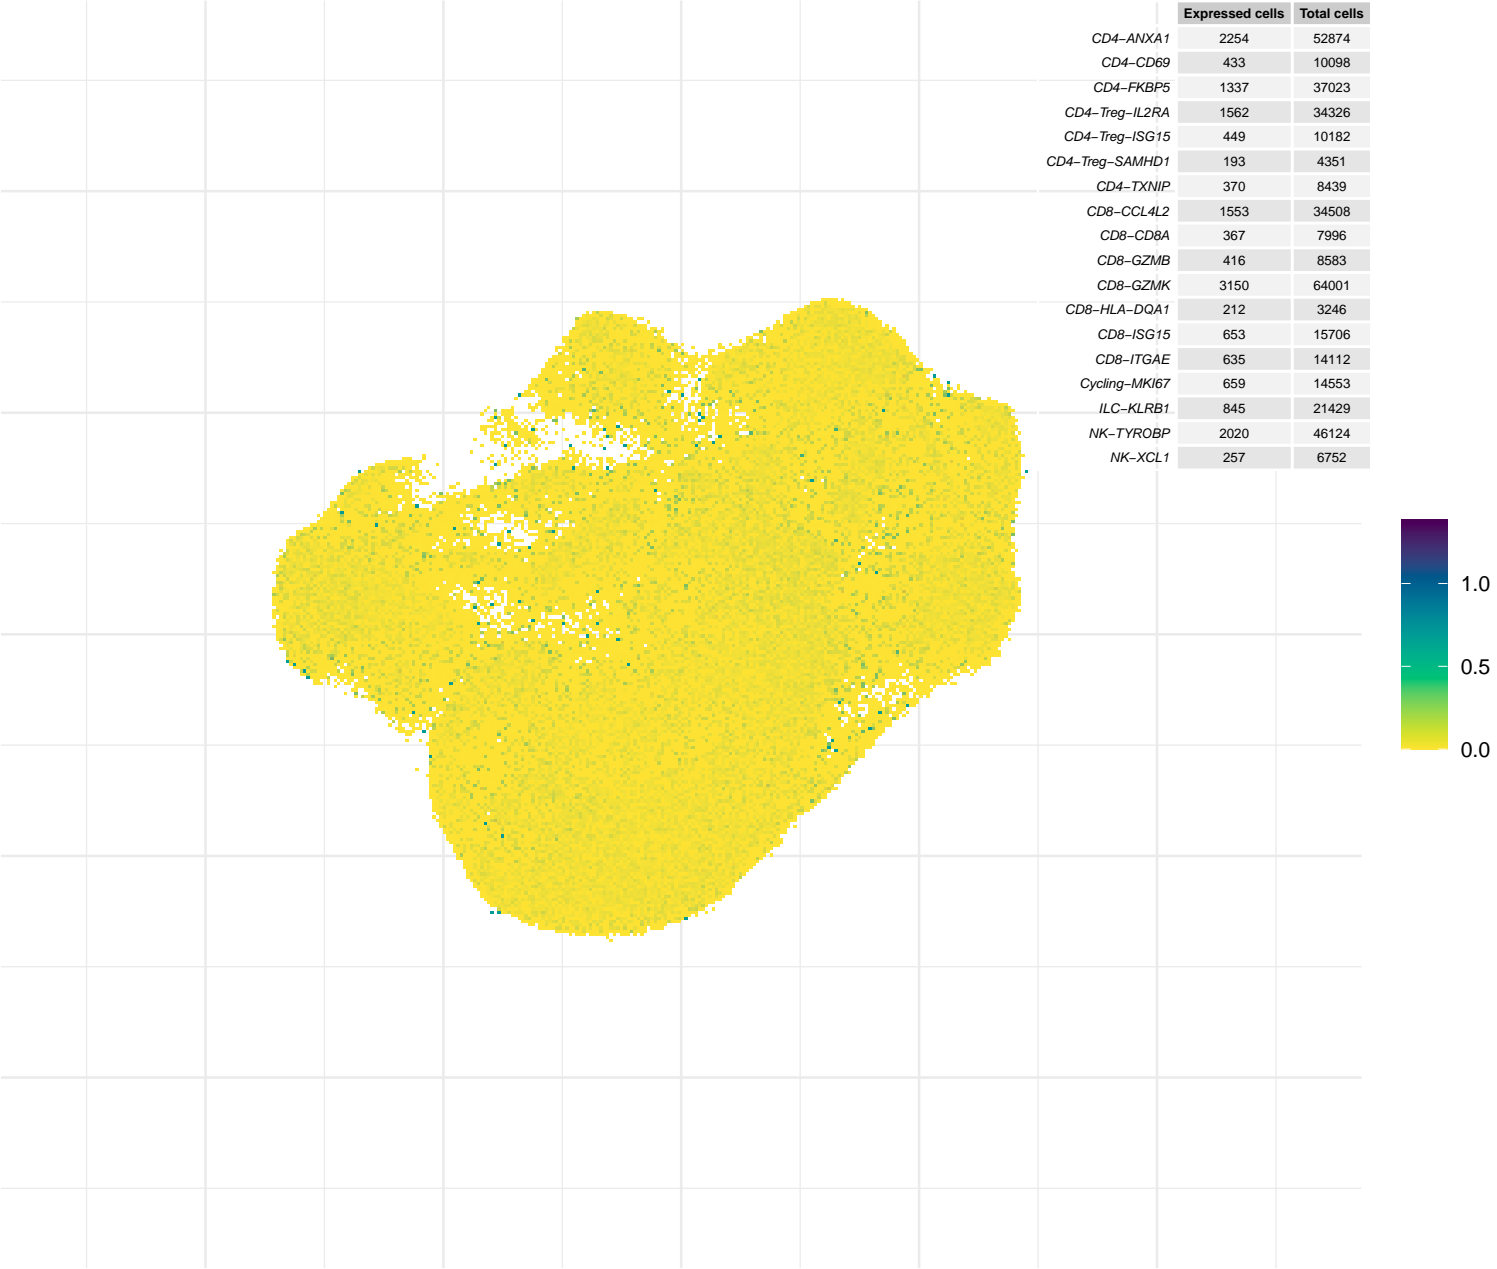 Expressed cells Total cells
CD4−ANXA1 2254 52874
CD4−CD69 433 10098
CD4−FKBP5 1337 37023
CD4−Treg−IL2RA 1562 34326
CD4−Treg−ISG15 449 10182
CD4−Treg−SAMHD1 193 4351
CD4−TXNIP 370 8439
CD8−CCL4L2 1553 34508
CD8−CD8A 367 7996
CD8−GZMB 416 8583
CD8−GZMK 3150 64001
CD8−HLA−DQA1 212 3246
CD8−ISG15 653 15706
CD8−ITGAE 635 14112
Cycling−MKI67 659 14553
ILC−KLRB1 845 21429
NK−TYROBP 2020 46124
NK−XCL1 257 6752
1.0
0.5
0.0